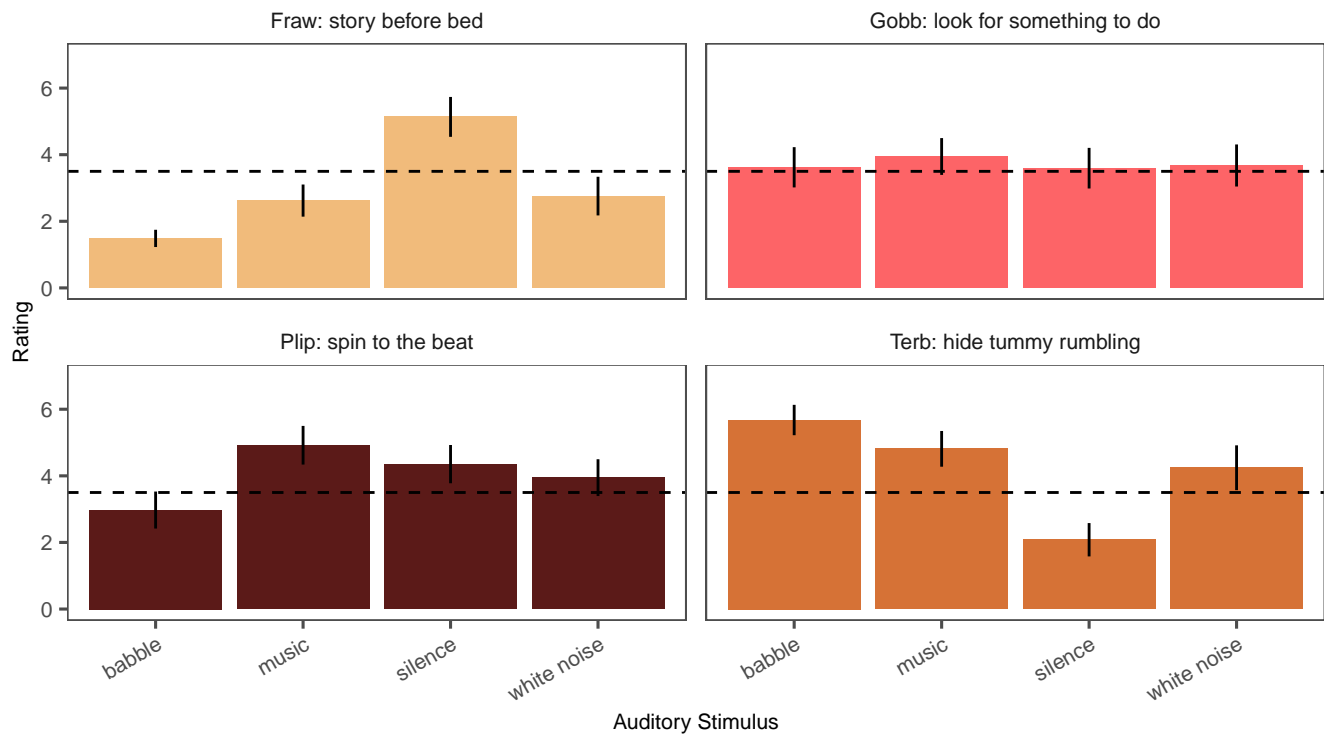 Fraw: story before bed
Gobb: look for something to do
6
4
2
0
Rating
Plip: spin to the beat
Terb: hide tummy rumbling
6
4
2
0
babble
music
silence
white noise
babble
music
silence
white noise
Auditory Stimulus